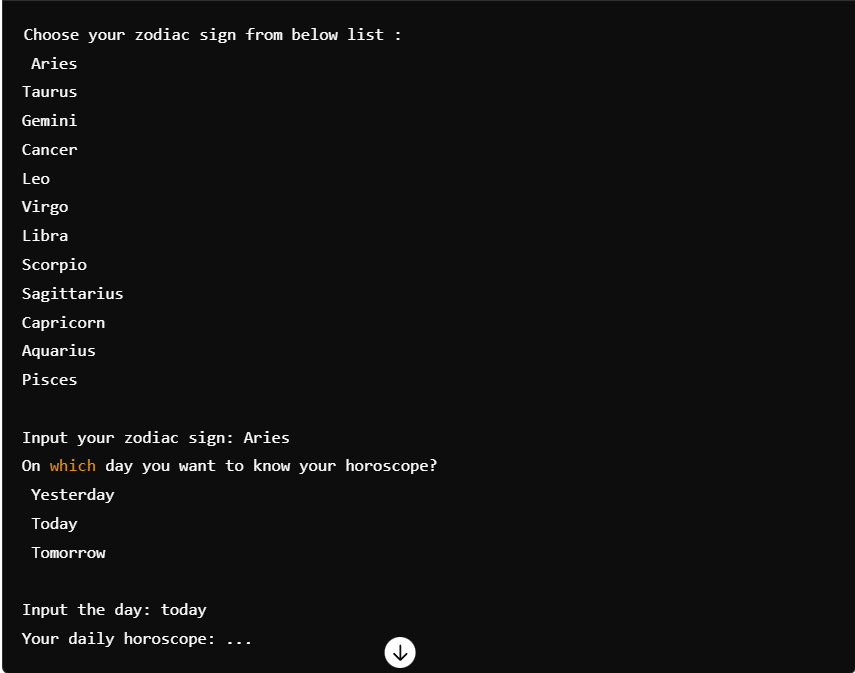 Choose your zodiac sign from below list :
Aries
Taurus
Gemini
Cancer
Leo
Virgo
Libra
Scorpio
Sagittarius
Capricorn
Aquarius
Pisces
Input your zodiac sign: Aries
On which day you want to know your horoscope?
Yesterday
Today
Tomorrow
Input the day: today
Your daily horoscope: ...